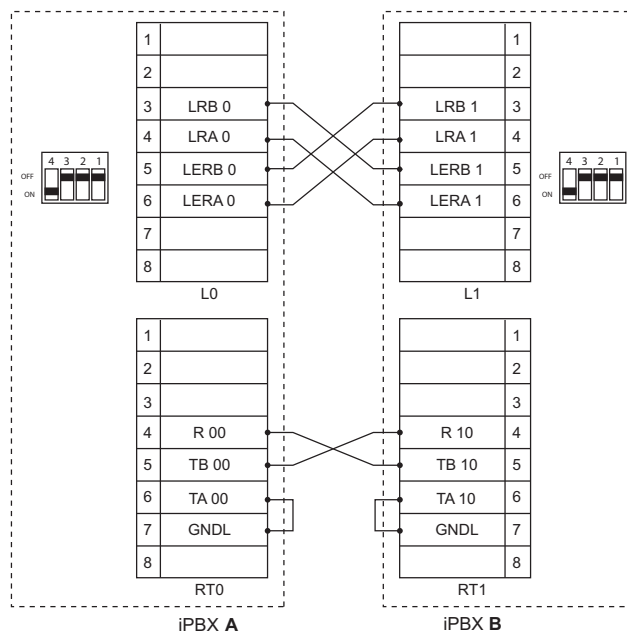 1 1
2 2
3 LRB 0 LRB 1 3
4 LRA 0 LRA 1 4
5 LERB 0 LERB 1 5
6 LERA 0 LERA 1 6
7 7
8 8
L0 L1
4 3 2 1
OFF
ON
4 3 2 1
OFF
ON
1 1
2 2
3 3
4 R 00 R 10 4
5 TB 00 TB 10 5
6 TA 00 TA 10 6
7 GNDL GNDL 7
8 8
RT0 RT1
iPBX A iPBX B